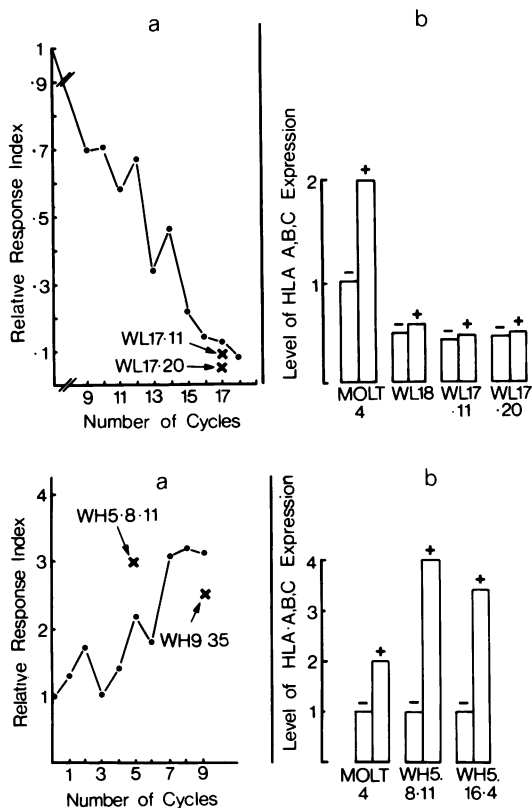 a
1
·9
·7
·5
·3
·1
Relative Response Index
WL17·11
WL17·20
9 11 13 15 17
Number of Cycles
b
2
1
Level of HLA A,B,C Expression
- + - + - + - +
MOLT WL18 WL17 WL17
4 ·11 ·20
a
4
3
2
1
Relative Response Index
WH5·8·11
WH9 35
1 3 5 7 9
Number of Cycles
b
4
3
2
1
Level of HLA·A,B,C Expression
- + - + - +
MOLT WH5. WH5.
4 8·11 16·4